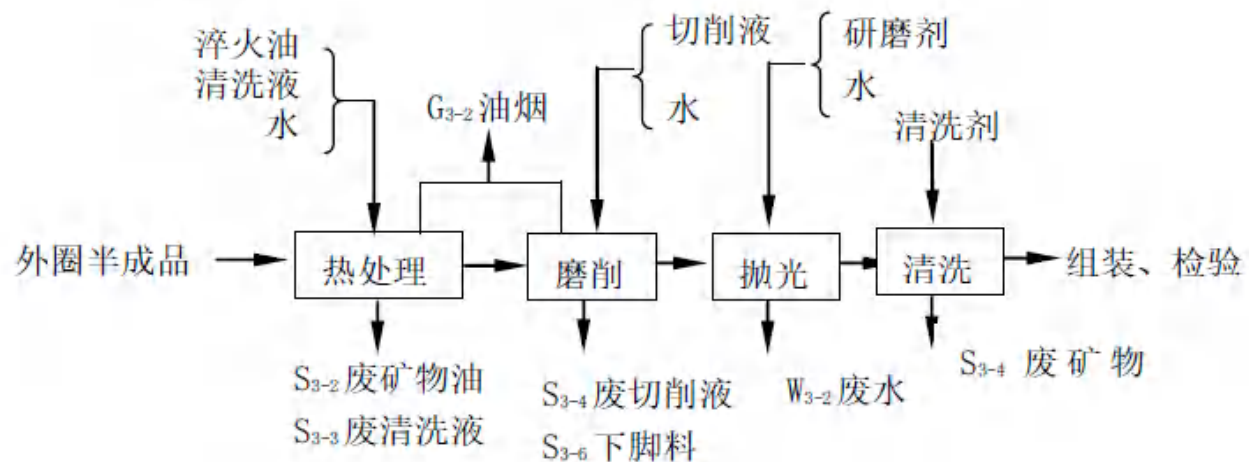 淬火油
清洗液
水
G3-2油烟
切削液
水
研磨剂
水
清洗剂
外圈半成品
热处理
磨削
抛光
清洗
组装、检验
S3-2废矿物油
S3-3废清洗液
S3-4废切削液
S3-6下脚料
W3-2废水
S3-4 废矿物